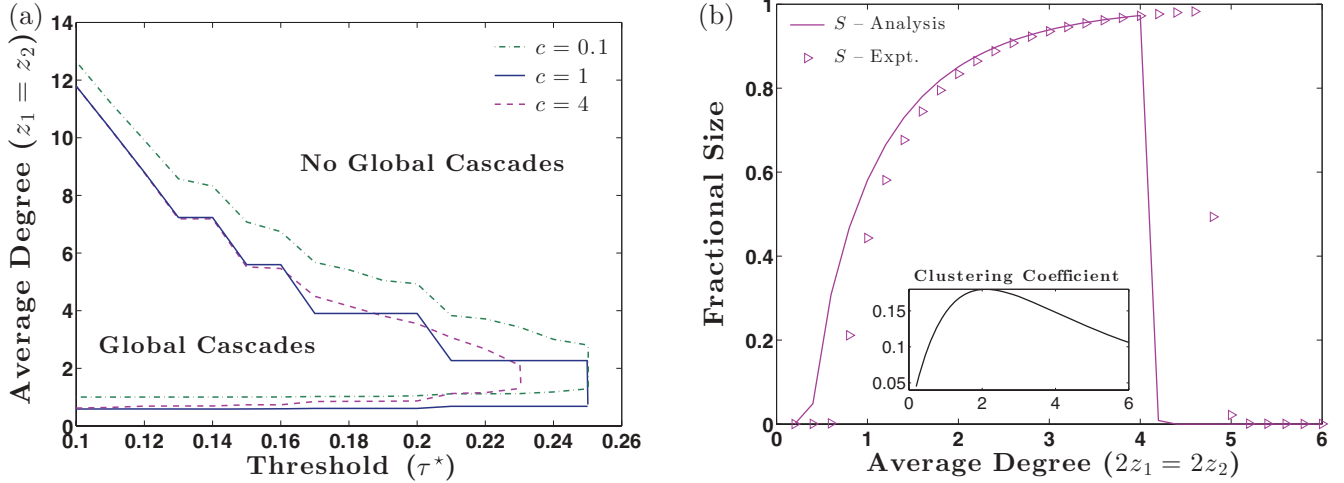 (a)
14
12
10
8
6
4
2
0
0.1
0.12
0.14
0.16
0.18
0.2
0.22
0.24
0.26
Average Degree (z₁ = z₂)
Threshold (τ⋆)
c = 0.1
c = 1
c = 4
No Global Cascades
Global Cascades
(b)
1
0.8
0.6
0.4
0.2
0
0
1
2
3
4
5
6
Fractional Size
Average Degree (2z₁ = 2z₂)
S – Analysis
S – Expt.
Clustering Coefficient
0.15
0.1
0.05
0
2
4
6